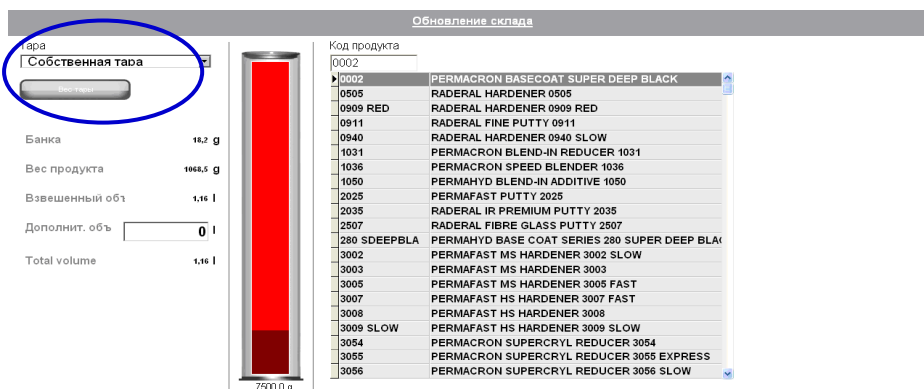 Обновление склада
Тара
Собственная тара
Вес тары
Банка 18,2 g
Вес продукта 1068,5 g
Взвешенный объ 1,16 l
Дополнит. объ 0 l
Total volume 1,16 l
7500,0 g
Код продукта
0002
0002 PERMACRON BASECOAT SUPER DEEP BLACK
0505 RADERAL HARDENER 0505
0909 RED RADERAL HARDENER 0909 RED
0911 RADERAL FINE PUTTY 0911
0940 RADERAL HARDENER 0940 SLOW
1031 PERMACRON BLEND-IN REDUCER 1031
1036 PERMACRON SPEED BLENDER 1036
1050 PERMAHYD BLEND-IN ADDITIVE 1050
2025 PERMAFAST PUTTY 2025
2035 RADERAL IR PREMIUM PUTTY 2035
2507 RADERAL FIBRE GLASS PUTTY 2507
280 SDEEPBLA PERMAHYD BASE COAT SERIES 280 SUPER DEEP BLA
3002 PERMAFAST MS HARDENER 3002 SLOW
3003 PERMAFAST MS HARDENER 3003
3005 PERMAFAST MS HARDENER 3005 FAST
3007 PERMAFAST HS HARDENER 3007 FAST
3008 PERMAFAST HS HARDENER 3008
3009 SLOW PERMAFAST HS HARDENER 3009 SLOW
3054 PERMACRON SUPERCRYL REDUCER 3054
3055 PERMACRON SUPERCRYL REDUCER 3055 EXPRESS
3056 PERMACRON SUPERCRYL REDUCER 3056 SLOW